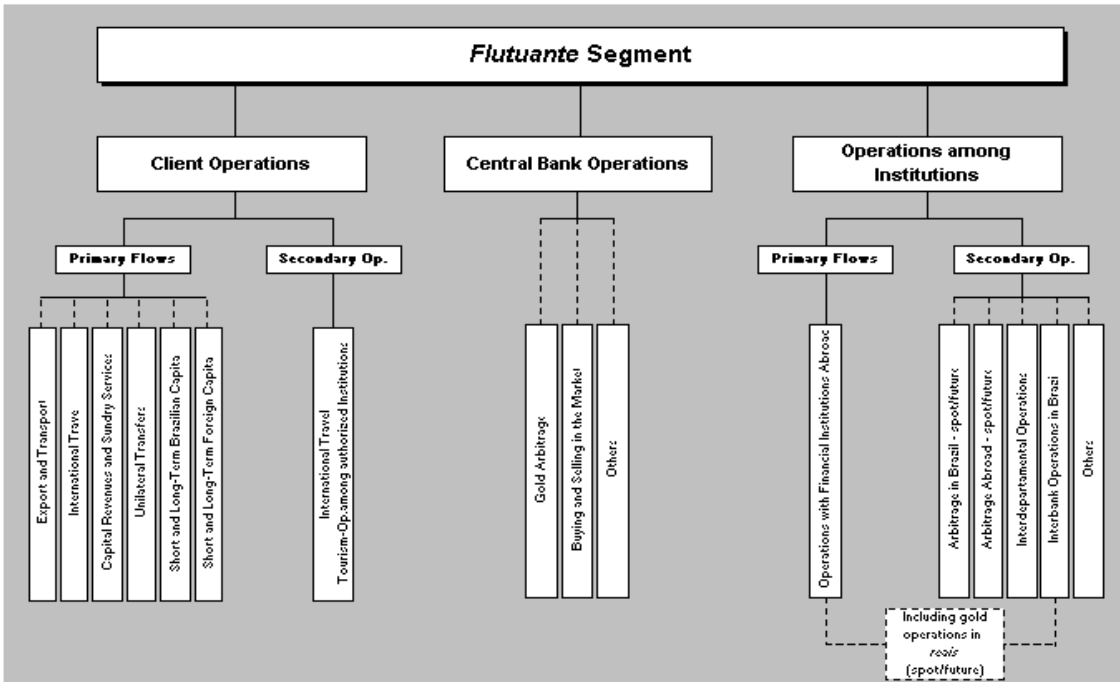 Flutuante Segment
Client Operations
Central Bank Operations
Operations among
Institutions
Primary Flows
Secondary Op.
Primary Flows
Secondary Op.
Export and Transport
International Trave
Capital Revenues and Sundry Services
Unilateral Transfers
Short and Long-Term Brazilian Capita
Short and Long-Term Foreign Capita
International Travel
Tourism-Op.among authorized Institutions
Gold Arbitrage
Buying and Selling in the Market
Others
Operations with Financial Institutions Abroac
Arbitrage in Brazil - spot/future
Arbitrage Abroad - spot/future
Interdepartamental Operations
Interbank Operations in Brazi
Others
Including gold
operations in
reais
(spot/future)